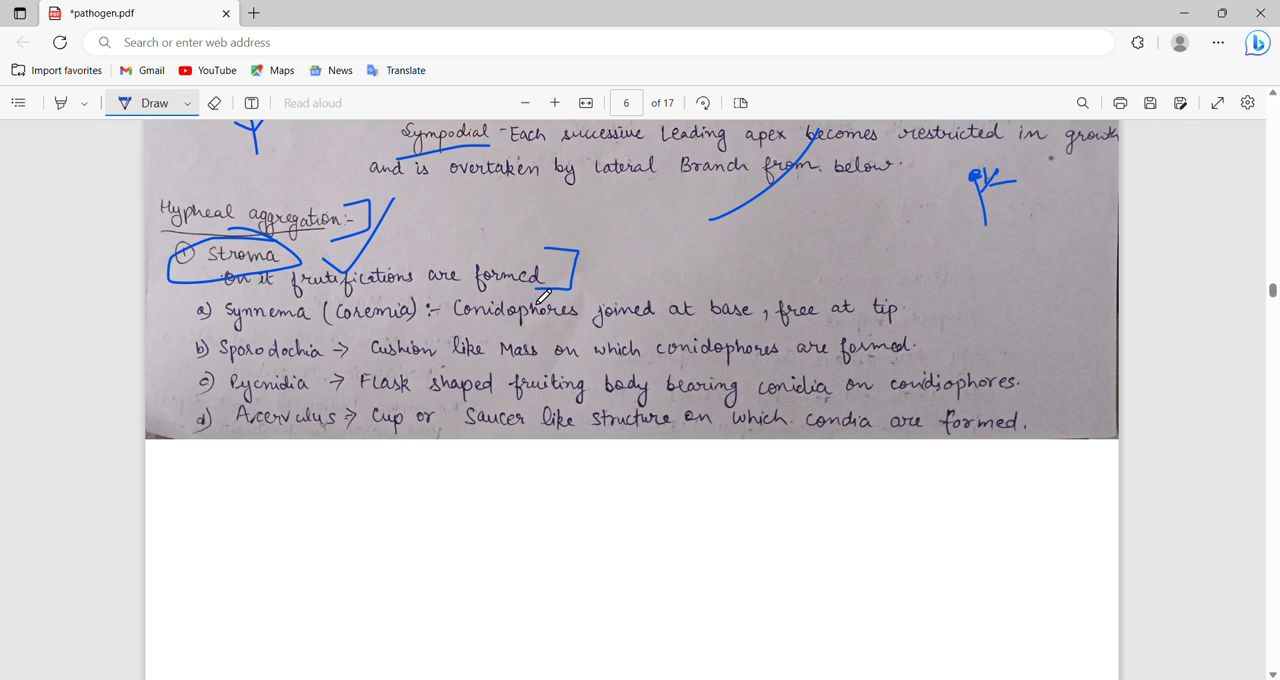 *pathogen.pdf
Search or enter web address
Import favorites Gmail YouTube Maps News Translate
Draw Read aloud 6 of 17
Sympodial - Each successive leading apex becomes restricted in growth
and is overtaken by lateral Branch from below.
Hypheal aggregation:-
① Stroma
On it frutifications are formed
a) Synnema (Coremia) :- Conidophores joined at base, free at tip.
b) Sporodochia → Cushion like Mass on which conidophores are formed.
c) Pycnidia → Flask shaped fruiting body bearing conidia on condiophores.
d) Acervulus → Cup or Saucer like structure on which condia are formed.